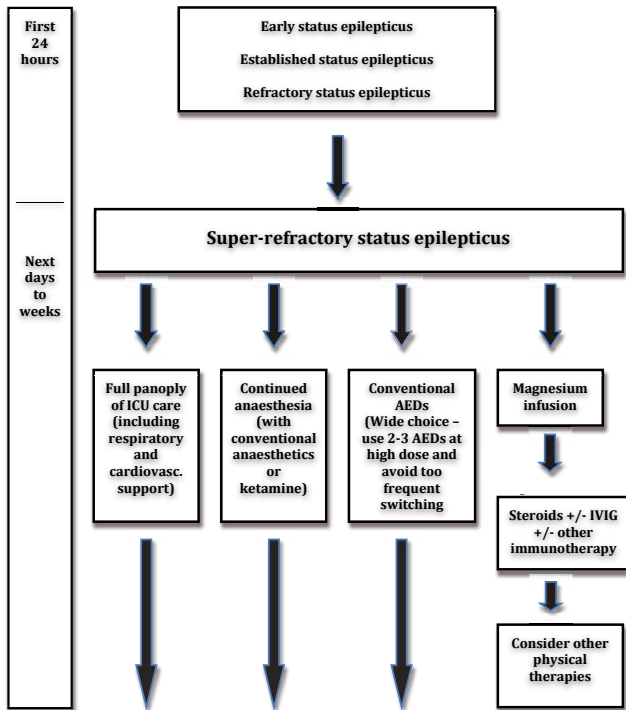 First
24
hours
Early status epilepticus
Established status epilepticus
Refractory status epilepticus
Next
days
to
weeks
Super-refractory status epilepticus
Full panoply
of ICU care
(including
respiratory
and
cardiovasc.
support)
Continued
anaesthesia
(with
conventional
anaesthetics
or
ketamine)
Conventional
AEDs
(Wide choice –
use 2-3 AEDs at
high dose and
avoid too
frequent
switching
Magnesium
infusion
Steroids +/- IVIG
+/- other
immunotherapy
Consider other
physical
therapies